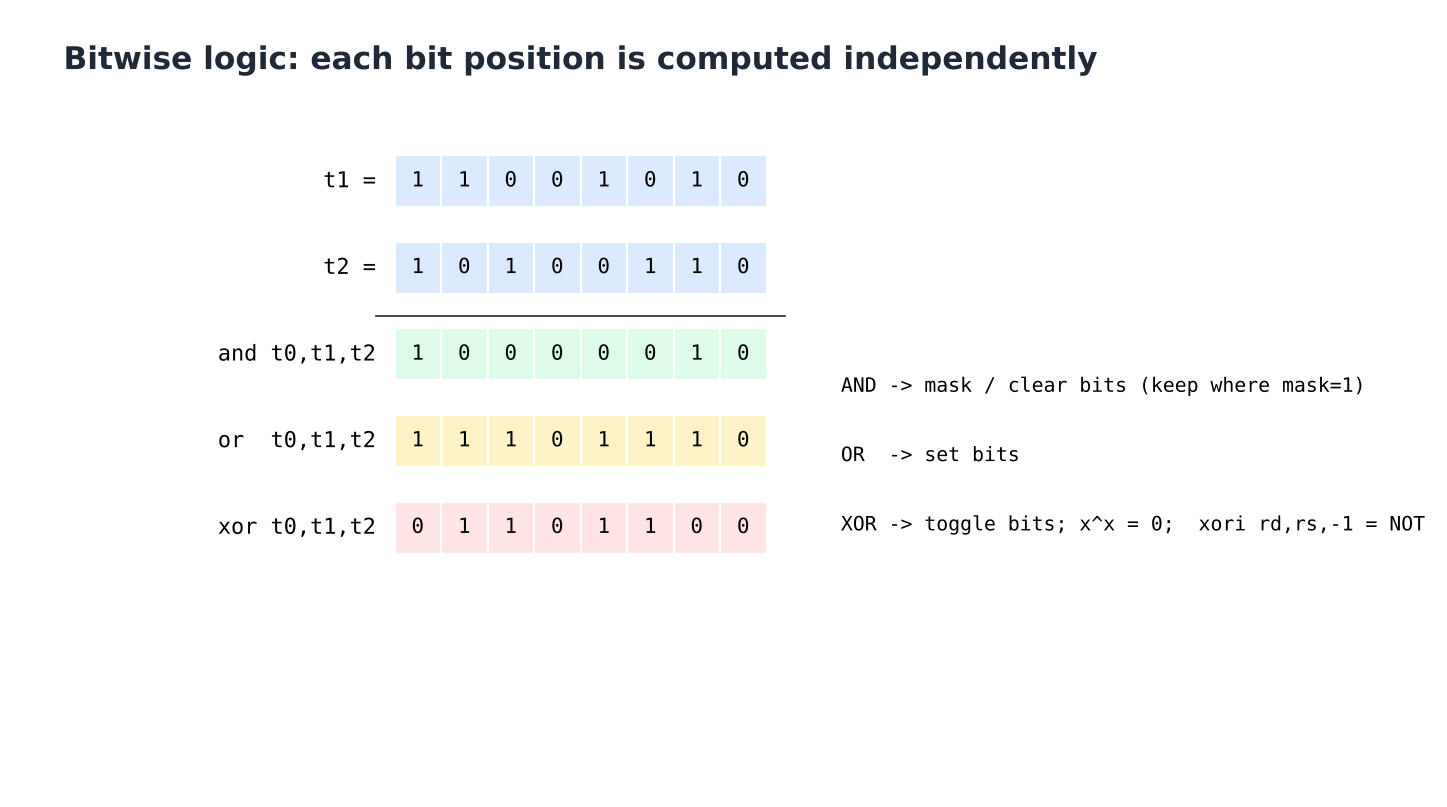 Bitwise logic: each bit position is computed independently
t1 = 1 1 0 0 1 0 1 0
t2 = 1 0 1 0 0 1 1 0
and t0,t1,t2 1 0 0 0 0 0 1 0
AND -> mask / clear bits (keep where mask=1)
or  t0,t1,t2 1 1 1 0 1 1 1 0
OR  -> set bits
xor t0,t1,t2 0 1 1 0 1 1 0 0
XOR -> toggle bits; x^x = 0;  xori rd,rs,-1 = NOT